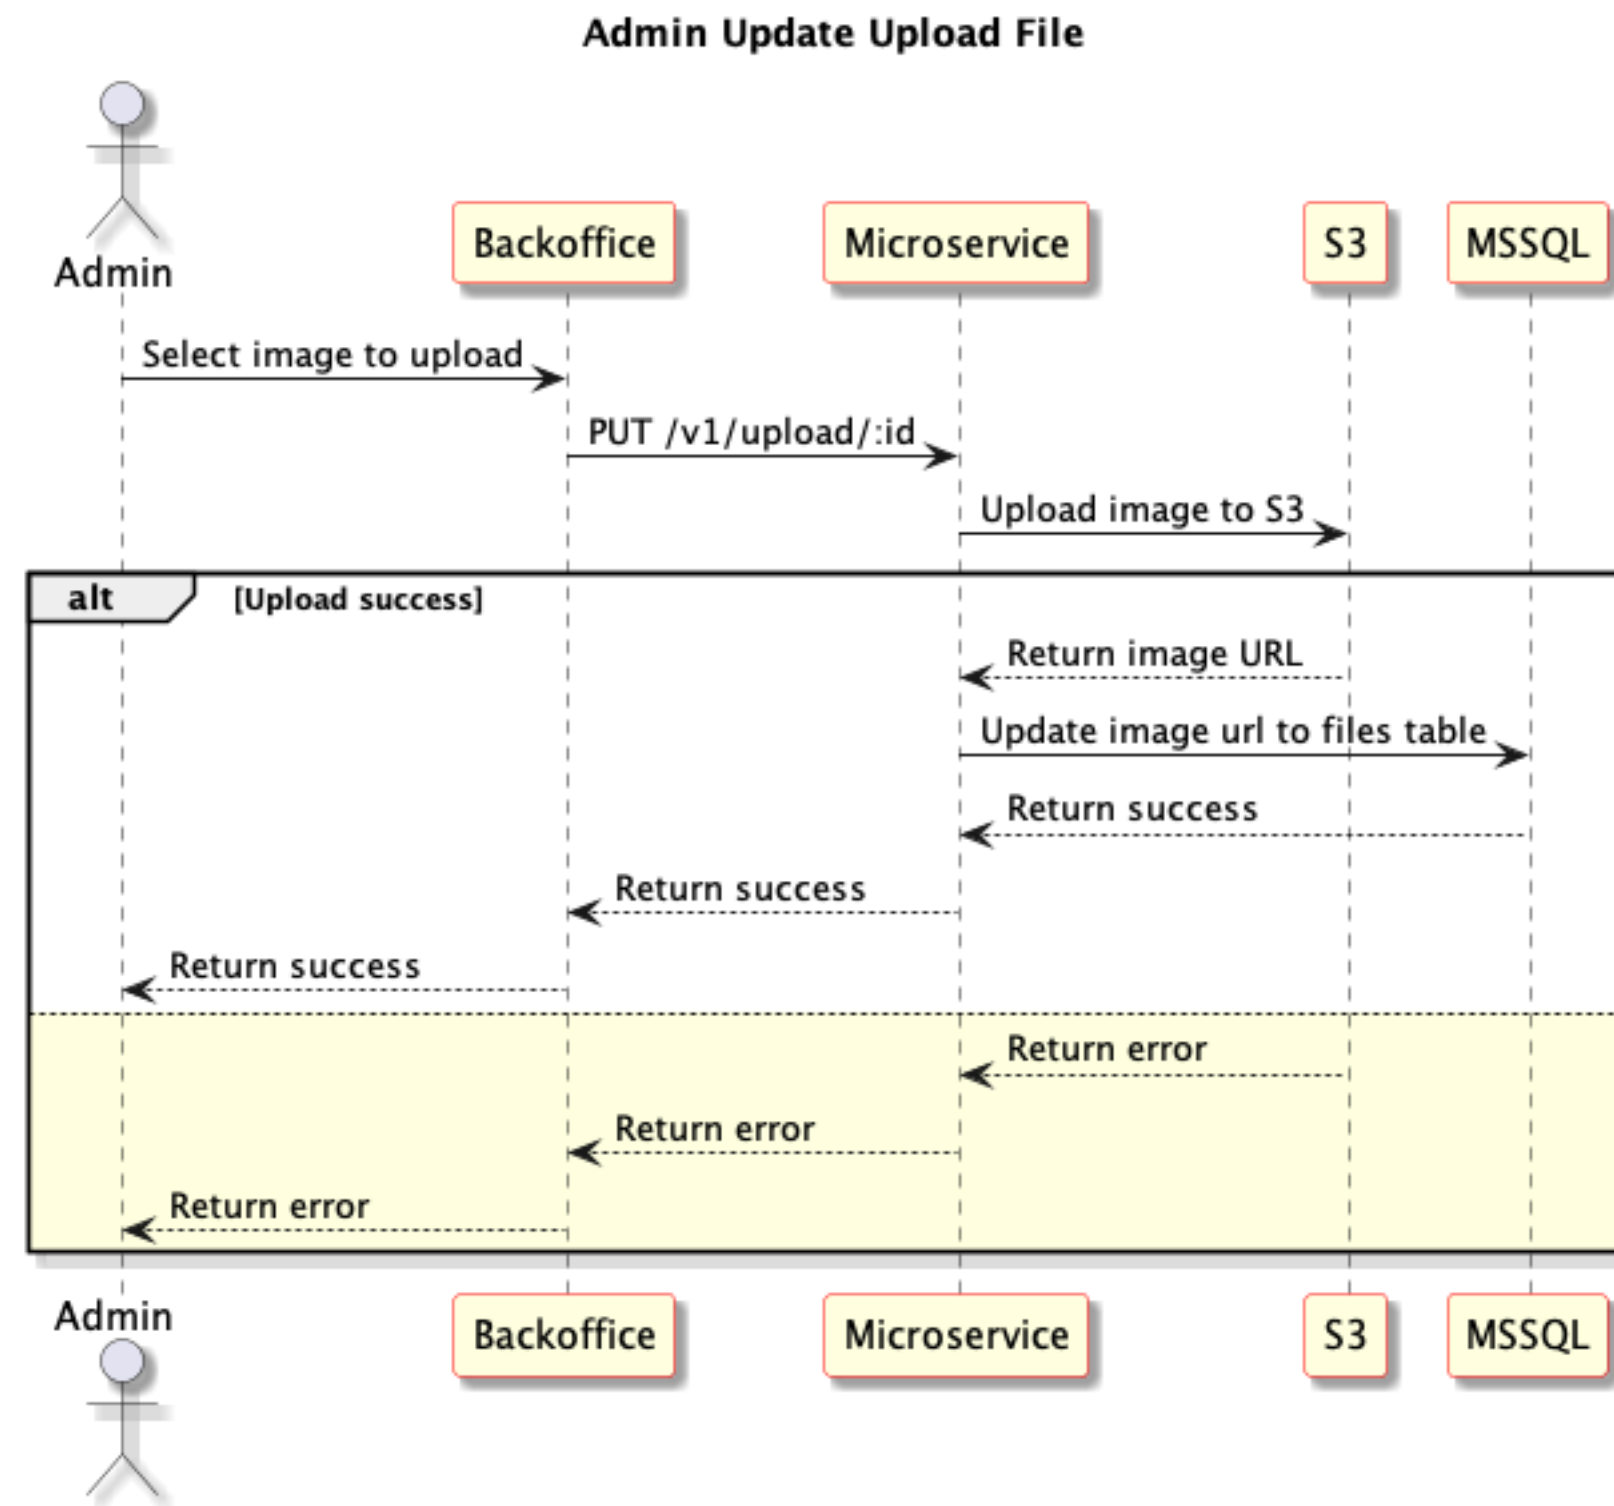 Admin Update Upload File
Admin
Backoffice
Microservice
S3
MSSQL
Select image to upload
PUT /v1/upload/:id
Upload image to S3
alt
[Upload success]
Return image URL
Update image url to files table
Return success
Return success
Return success
Return error
Return error
Return error
Admin
Backoffice
Microservice
S3
MSSQL